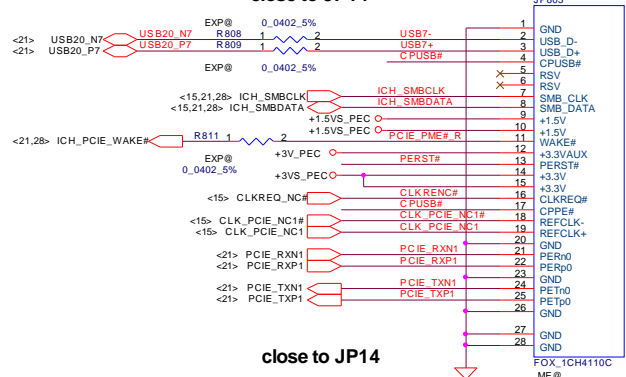 EXP@ 0_0402_5%
<21> USB20_N7 USB20_N7 R808 1 2 USB7- 1 GND
<21> USB20_P7 USB20_P7 R809 1 2 USB7+ 2 USB_D-
CPUSB# 3 USB_D+
EXP@ 0_0402_5% 4 CPUSB#
5 RSV
6 RSV
<15,21,28> ICH_SMBCLK ICH_SMBCLK 7 SMB_CLK
<15,21,28> ICH_SMBDATA ICH_SMBDATA 8 SMB_DATA
+1.5VS_PEC 9 +1.5V
+1.5VS_PEC 10 +1.5V
<21,28> ICH_PCIE_WAKE# R811 1 2 PCIE_PME#_R 11 WAKE#
EXP@ +3V_PEC 12 +3.3VAUX
0_0402_5% PERST# 13 PERST#
+3VS_PEC 14 +3.3V
15 +3.3V
<15> CLKREQ_NC# CLKRENC# 16 CLKREQ#
CPUSB# 17 CPPE#
<15> CLK_PCIE_NC1# CLK_PCIE_NC1# 18 REFCLK-
<15> CLK_PCIE_NC1 CLK_PCIE_NC1 19 REFCLK+
20 GND
<21> PCIE_RXN1 PCIE_RXN1 21 PERn0
<21> PCIE_RXP1 PCIE_RXP1 22 PERp0
23 GND
<21> PCIE_TXN1 PCIE_TXN1 24 PETn0
<21> PCIE_TXP1 PCIE_TXP1 25 PETp0
26 GND
27 GND
28 GND
close to JP14
FOX_1CH4110C
ME@